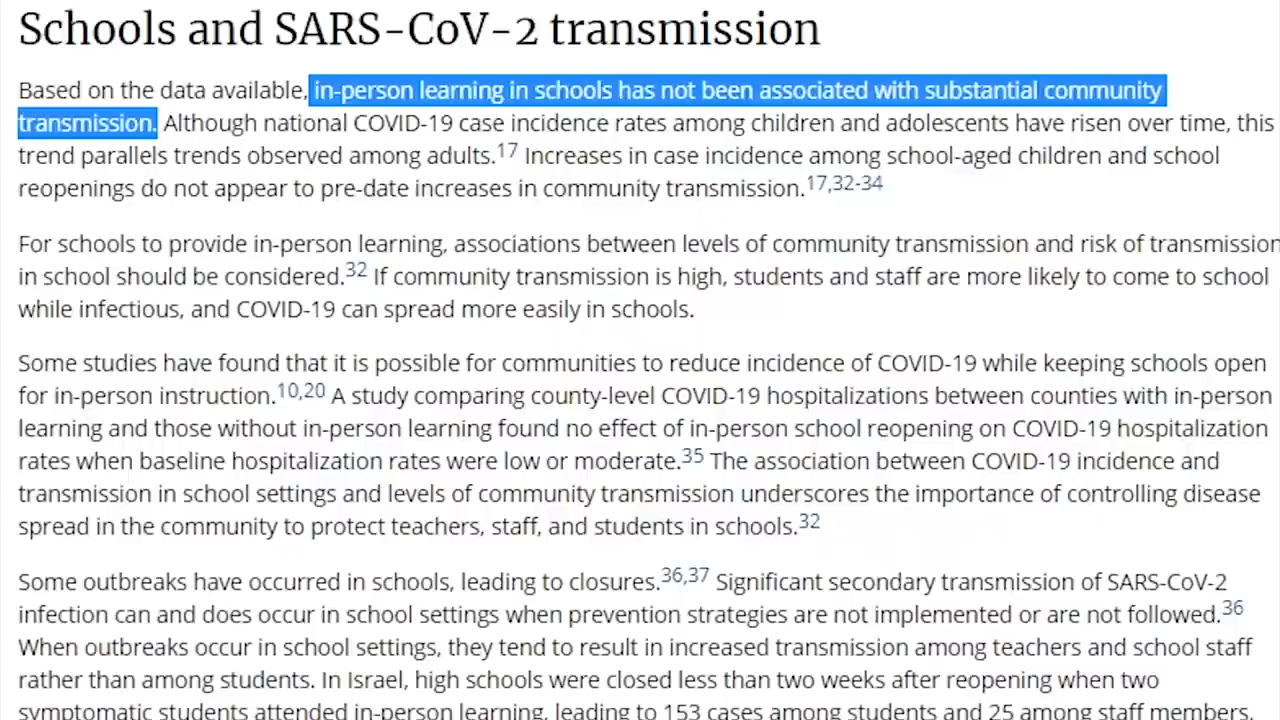 Schools and SARS-CoV-2 transmission
Based on the data available, in-person learning in schools has not been associated with substantial community
transmission. Although national COVID-19 case incidence rates among children and adolescents have risen over time, this
trend parallels trends observed among adults.17 Increases in case incidence among school-aged children and school
reopenings do not appear to pre-date increases in community transmission.17,32-34
For schools to provide in-person learning, associations between levels of community transmission and risk of transmission
in school should be considered.32 If community transmission is high, students and staff are more likely to come to school
while infectious, and COVID-19 can spread more easily in schools.
Some studies have found that it is possible for communities to reduce incidence of COVID-19 while keeping schools open
for in-person instruction.10,20 A study comparing county-level COVID-19 hospitalizations between counties with in-person
learning and those without in-person learning found no effect of in-person school reopening on COVID-19 hospitalization
rates when baseline hospitalization rates were low or moderate.35 The association between COVID-19 incidence and
transmission in school settings and levels of community transmission underscores the importance of controlling disease
spread in the community to protect teachers, staff, and students in schools.32
Some outbreaks have occurred in schools, leading to closures.36,37 Significant secondary transmission of SARS-CoV-2
infection can and does occur in school settings when prevention strategies are not implemented or are not followed.36
When outbreaks occur in school settings, they tend to result in increased transmission among teachers and school staff
rather than among students. In Israel, high schools were closed less than two weeks after reopening when two
symptomatic students attended in-person learning, leading to 153 cases among students and 25 among staff members,